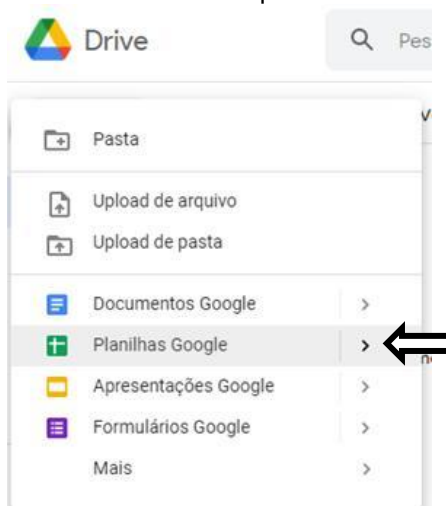 Drive
Pes
Pasta
Upload de arquivo
Upload de pasta
Documentos Google
Planilhas Google
Apresentações Google
Formulários Google
Mais